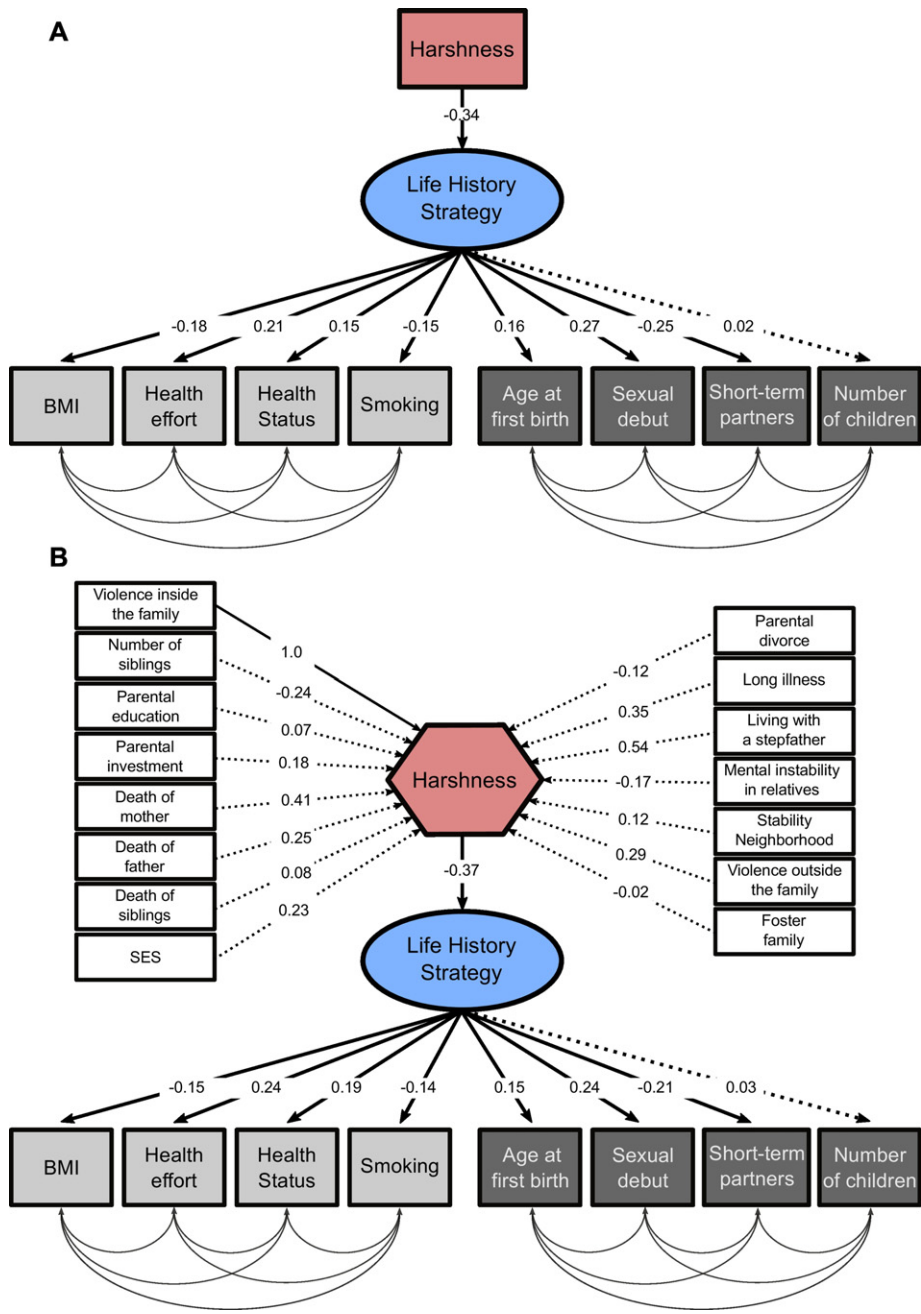 A
Harshness
-0.34
Life History
Strategy
-0.18
0.21
0.15
-0.15
0.16
0.27
-0.25
0.02
BMI
Health
effort
Health
Status
Smoking
Age at
first birth
Sexual
debut
Short-term
partners
Number
of children
B
Violence inside
the family
Number of
siblings
Parental
education
Parental
investment
Death of
mother
Death of
father
Death of
siblings
SES
1.0
-0.24
0.07
0.18
0.41
0.25
0.08
0.23
Harshness
-0.12
0.35
0.54
-0.17
0.12
0.29
-0.02
Parental
divorce
Long illness
Living with
a stepfather
Mental instability
in relatives
Stability
Neighborhood
Violence outside
the family
Foster
family
-0.37
Life History
Strategy
-0.15
0.24
0.19
-0.14
0.15
0.24
-0.21
0.03
BMI
Health
effort
Health
Status
Smoking
Age at
first birth
Sexual
debut
Short-term
partners
Number
of children